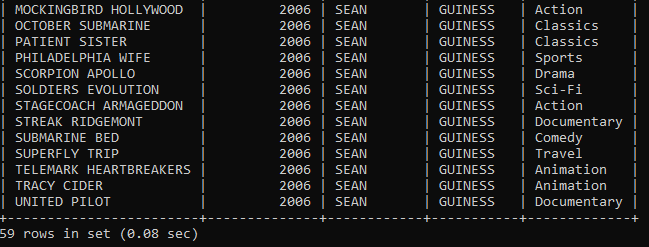 | MOCKINGBIRD HOLLYWOOD  |         2006 | SEAN       | GUINESS   | Action      |
| OCTOBER SUBMARINE      |         2006 | SEAN       | GUINESS   | Classics    |
| PATIENT SISTER         |         2006 | SEAN       | GUINESS   | Classics    |
| PHILADELPHIA WIFE      |         2006 | SEAN       | GUINESS   | Sports      |
| SCORPION APOLLO        |         2006 | SEAN       | GUINESS   | Drama       |
| SOLDIERS EVOLUTION     |         2006 | SEAN       | GUINESS   | Sci-Fi      |
| STAGECOACH ARMAGEDDON  |         2006 | SEAN       | GUINESS   | Action      |
| STREAK RIDGEMONT       |         2006 | SEAN       | GUINESS   | Documentary |
| SUBMARINE BED          |         2006 | SEAN       | GUINESS   | Comedy      |
| SUPERFLY TRIP          |         2006 | SEAN       | GUINESS   | Travel      |
| TELEMARK HEARTBREAKERS |         2006 | SEAN       | GUINESS   | Animation   |
| TRACY CIDER            |         2006 | SEAN       | GUINESS   | Animation   |
| UNITED PILOT           |         2006 | SEAN       | GUINESS   | Documentary |
+------------------------+--------------+------------+-----------+-------------+
59 rows in set (0.08 sec)